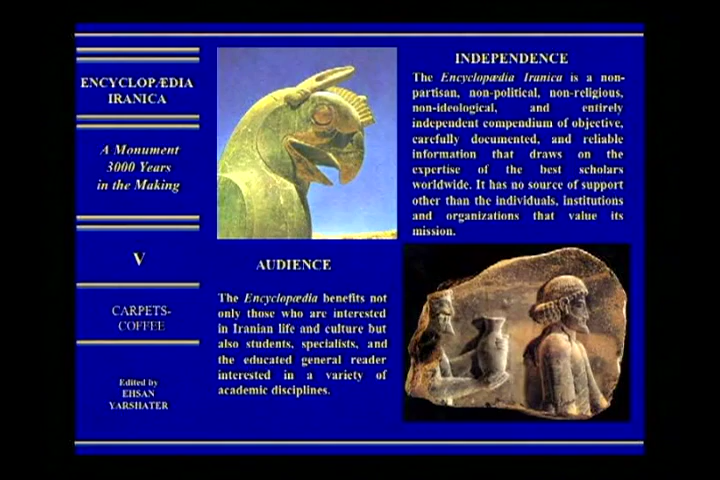 ENCYCLOPÆDIA
IRANICA
A Monument
3000 Years
in the Making
V
CARPETS-
COFFEE
Edited by
EHSAN
YARSHATER
AUDIENCE
The Encyclopædia benefits not
only those who are interested
in Iranian life and culture but
also students, specialists, and
the educated general reader
interested in a variety of
academic disciplines.
INDEPENDENCE
The Encyclopædia Iranica is a non-
partisan, non-political, non-religious,
non-ideological, and entirely
independent compendium of objective,
carefully documented, and reliable
information that draws on the
expertise of the best scholars
worldwide. It has no source of support
other than the individuals, institutions
and organizations that value its
mission.